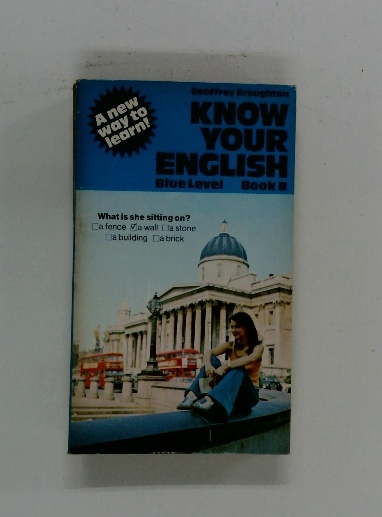 Geoffrey Broughton
A new
way to
learn!
KNOW
YOUR
ENGLISH
Blue Level Book B
What is she sitting on?
☐a fence ☑a wall ☐a stone
☐a building ☐a brick